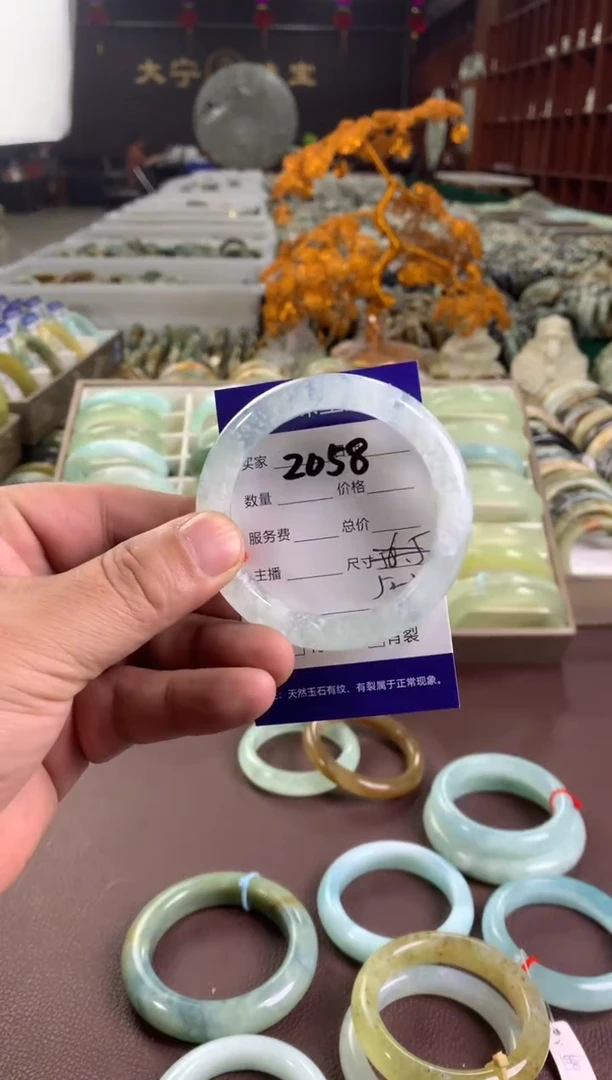 大宁
宝
买家
2058
数量 价格
服务费 总价
主播 尺寸
有裂
天然玉石有纹、有裂属于正常现象。